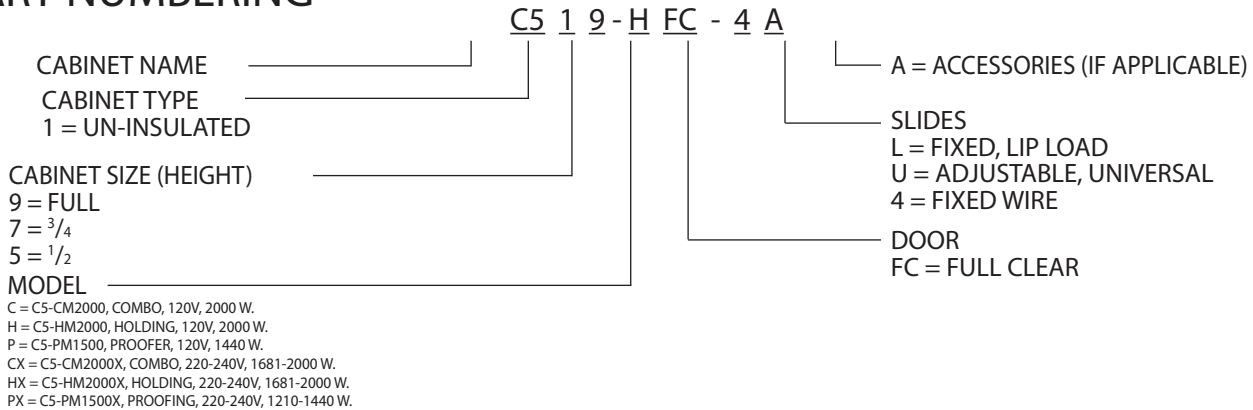 ART NUMBERING
C5 1 9 - H FC - 4 A
CABINET NAME
CABINET TYPE
1 = UN-INSULATED
CABINET SIZE (HEIGHT)
9 = FULL
7 = 3/4
5 = 1/2
MODEL
C = C5-CM2000, COMBO, 120V, 2000 W.
H = C5-HM2000, HOLDING, 120V, 2000 W.
P = C5-PM1500, PROOFER, 120V, 1440 W.
CX = C5-CM2000X, COMBO, 220-240V, 1681-2000 W.
HX = C5-HM2000X, HOLDING, 220-240V, 1681-2000 W.
PX = C5-PM1500X, PROOFING, 220-240V, 1210-1440 W.
A = ACCESSORIES (IF APPLICABLE)
SLIDES
L = FIXED, LIP LOAD
U = ADJUSTABLE, UNIVERSAL
4 = FIXED WIRE
DOOR
FC = FULL CLEAR